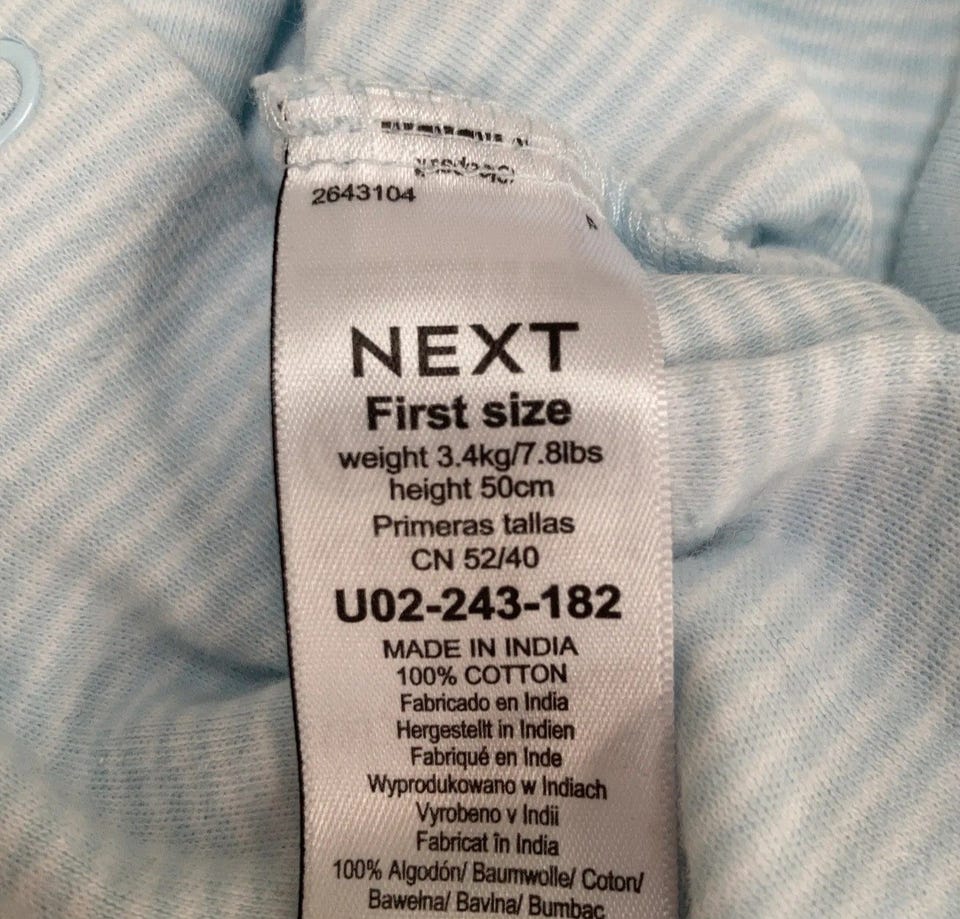 2643104
NEXT
First size
weight 3.4kg/7.8lbs
height 50cm
Primeras tallas
CN 52/40
U02-243-182
MADE IN INDIA
100% COTTON
Fabricado en India
Hergestellt in Indien
Fabriqué en Inde
Wyprodukowano w Indiach
Vyrobeno v Indii
Fabricat în India
100% Algodón/ Baumwolle/ Coton/
Bawełna/ Bavlna/ Bumbac